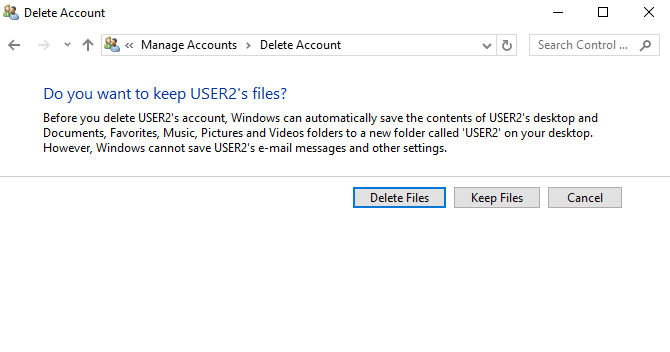 Delete Account
« Manage Accounts > Delete Account
Search Control ...
Do you want to keep USER2's files?
Before you delete USER2's account, Windows can automatically save the contents of USER2's desktop and
Documents, Favorites, Music, Pictures and Videos folders to a new folder called 'USER2' on your desktop.
However, Windows cannot save USER2's e-mail messages and other settings.
Delete Files
Keep Files
Cancel